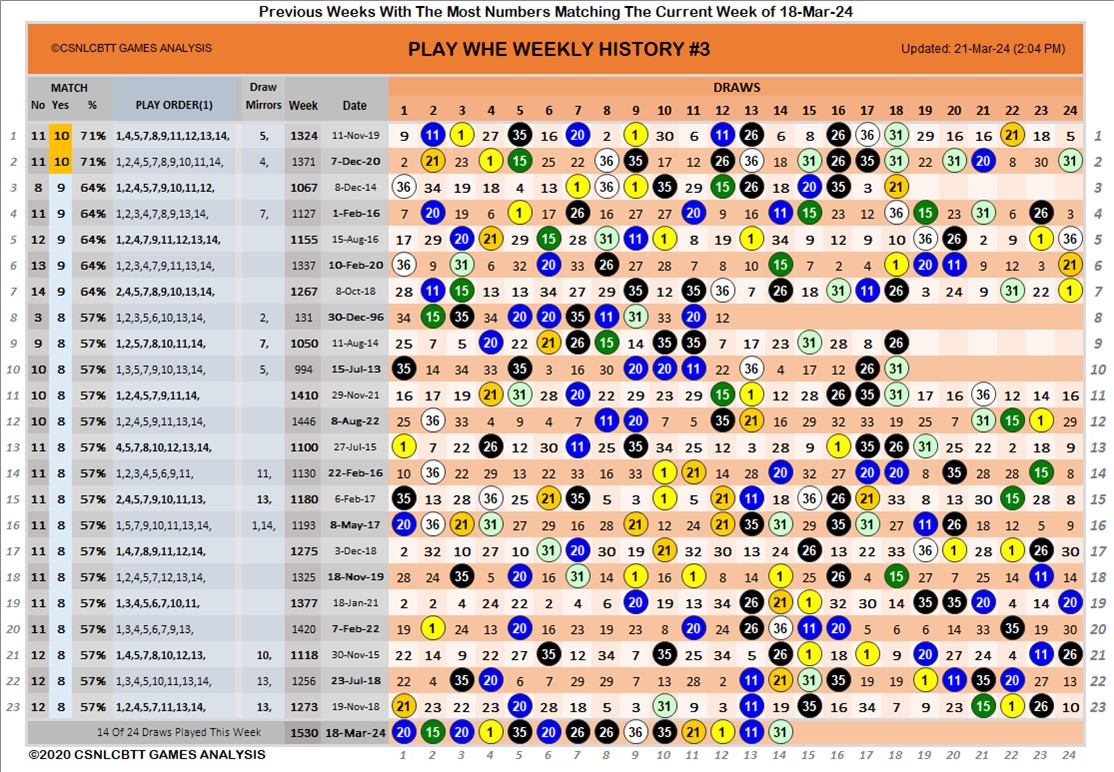 Previous Weeks With The Most Numbers Matching The Current Week of 18-Mar-24
©CSNLCBTT GAMES ANALYSIS PLAY WHE WEEKLY HISTORY #3 Updated: 21-Mar-24 (2:04 PM)
MATCH Draw DRAWS
No Yes % PLAY ORDER(1) Mirrors Week Date 1 2 3 4 5 6 7 8 9 10 11 12 13 14 15 16 17 18 19 20 21 22 23 24
1 11 10 71% 1,4,5,7,8,9,11,12,13,14, 5, 1324 11-Nov-19 9 11 1 27 35 16 20 2 9 30 6 11 26 6 8 26 36 31 29 16 16 21 18 5 1
2 11 10 71% 1,2,4,5,7,8,9,10,11,14, 4, 1371 7-Dec-20 2 21 23 1 15 25 22 36 35 17 12 26 36 18 31 26 35 31 22 31 20 8 30 31 2
3 8 9 64% 1,2,4,5,7,9,10,11,12, 1067 8-Dec-14 36 34 19 18 4 13 1 36 1 35 29 15 26 18 20 35 3 21 3
4 11 9 64% 1,2,3,4,7,8,9,13,14, 7, 1127 1-Feb-16 7 20 19 6 1 17 26 16 27 27 20 9 16 11 15 23 12 36 15 23 31 6 26 3 4
5 12 9 64% 1,2,4,7,9,11,12,13,14, 1155 15-Aug-16 17 29 20 21 29 15 28 31 11 1 8 19 1 34 9 12 9 10 36 26 2 9 1 36 5
6 13 9 64% 1,2,3,4,7,9,11,13,14, 1337 10-Feb-20 36 9 31 6 32 20 33 26 27 28 7 8 10 15 7 2 4 1 20 11 9 12 3 21 6
7 14 9 64% 2,4,5,7,8,9,10,13,14, 1267 8-Oct-18 28 11 15 13 13 34 27 29 35 12 35 36 7 26 18 31 11 26 3 24 9 31 22 1 7
8 3 8 57% 1,2,3,5,6,10,13,14, 2, 131 30-Dec-96 34 15 35 34 20 20 35 11 31 33 20 12 8
9 9 8 57% 1,2,5,7,8,10,11,14, 7, 1050 11-Aug-14 25 7 5 20 22 21 26 15 14 35 35 7 17 23 31 28 8 26 9
10 10 8 57% 1,3,5,7,9,10,13,14, 5, 994 15-Jul-13 35 14 34 33 35 3 16 30 20 20 11 22 36 4 17 12 26 31 10
11 10 8 57% 1,2,4,5,7,9,11,14, 1410 29-Nov-21 16 17 19 21 31 28 20 22 29 23 29 15 1 12 28 26 35 31 17 16 36 12 14 16 11
12 10 8 57% 1,2,4,5,9,11,13,14, 1446 8-Aug-22 25 36 33 4 9 4 7 11 20 7 5 35 21 16 29 32 33 19 25 7 31 15 1 29 12
13 11 8 57% 4,5,7,8,10,12,13,14, 1100 27-Jul-15 1 7 22 26 12 30 11 25 35 34 25 12 3 28 9 1 35 26 31 25 22 2 18 9 13
14 11 8 57% 1,2,3,4,5,6,9,11, 11, 1130 22-Feb-16 10 36 22 29 13 22 33 16 33 1 21 14 28 20 32 27 20 20 8 35 28 28 15 8 14
15 11 8 57% 2,4,5,7,9,10,11,13, 13, 1180 6-Feb-17 35 13 28 36 25 21 35 5 3 1 5 21 11 18 36 26 21 33 8 13 30 15 28 8 15
16 11 8 57% 1,5,7,9,10,11,13,14, 1,14, 1193 8-May-17 20 36 21 31 27 29 16 28 21 12 24 21 35 31 29 35 31 27 11 26 18 12 5 9 16
17 11 8 57% 1,4,7,8,9,11,12,14, 1275 3-Dec-18 2 32 10 27 10 31 20 30 19 21 32 30 13 17 26 13 22 33 36 1 28 1 26 30 17
18 11 8 57% 1,2,4,5,7,12,13,14, 1325 18-Nov-19 28 24 35 5 20 16 31 14 1 16 1 8 14 1 25 26 4 15 27 7 25 14 11 14 18
19 11 8 57% 1,3,4,5,6,7,10,11, 1377 18-Jan-21 2 2 4 24 22 2 4 6 20 19 13 34 26 21 1 32 30 14 35 35 20 4 14 20 19
20 11 8 57% 1,3,4,5,6,7,9,13, 1420 7-Feb-22 19 1 24 13 20 16 23 19 23 8 20 24 26 36 11 20 5 6 6 14 33 35 19 30 20
21 12 8 57% 1,4,5,7,8,10,12,13, 10, 1118 30-Nov-15 22 14 9 22 27 35 12 34 7 35 25 14 5 26 1 18 1 9 20 27 24 4 11 26 21
22 12 8 57% 1,3,4,5,10,11,13,14, 13, 1256 23-Jul-18 22 4 35 20 6 7 29 29 7 13 28 2 11 21 31 35 19 19 1 11 35 20 27 13 22
23 12 8 57% 1,2,4,5,7,11,13,14, 13, 1273 19-Nov-18 21 23 22 23 20 28 18 5 3 31 9 3 11 19 35 16 34 7 9 23 15 1 26 10 23
14 Of 24 Draws Played This Week 1530 18-Mar-24 20 15 20 1 35 20 26 26 36 35 21 1 11 31
©2020 CSNLCBTT GAMES ANALYSIS 1 2 3 4 5 6 7 8 9 10 11 12 13 14 15 16 17 18 19 20 21 22 23 24